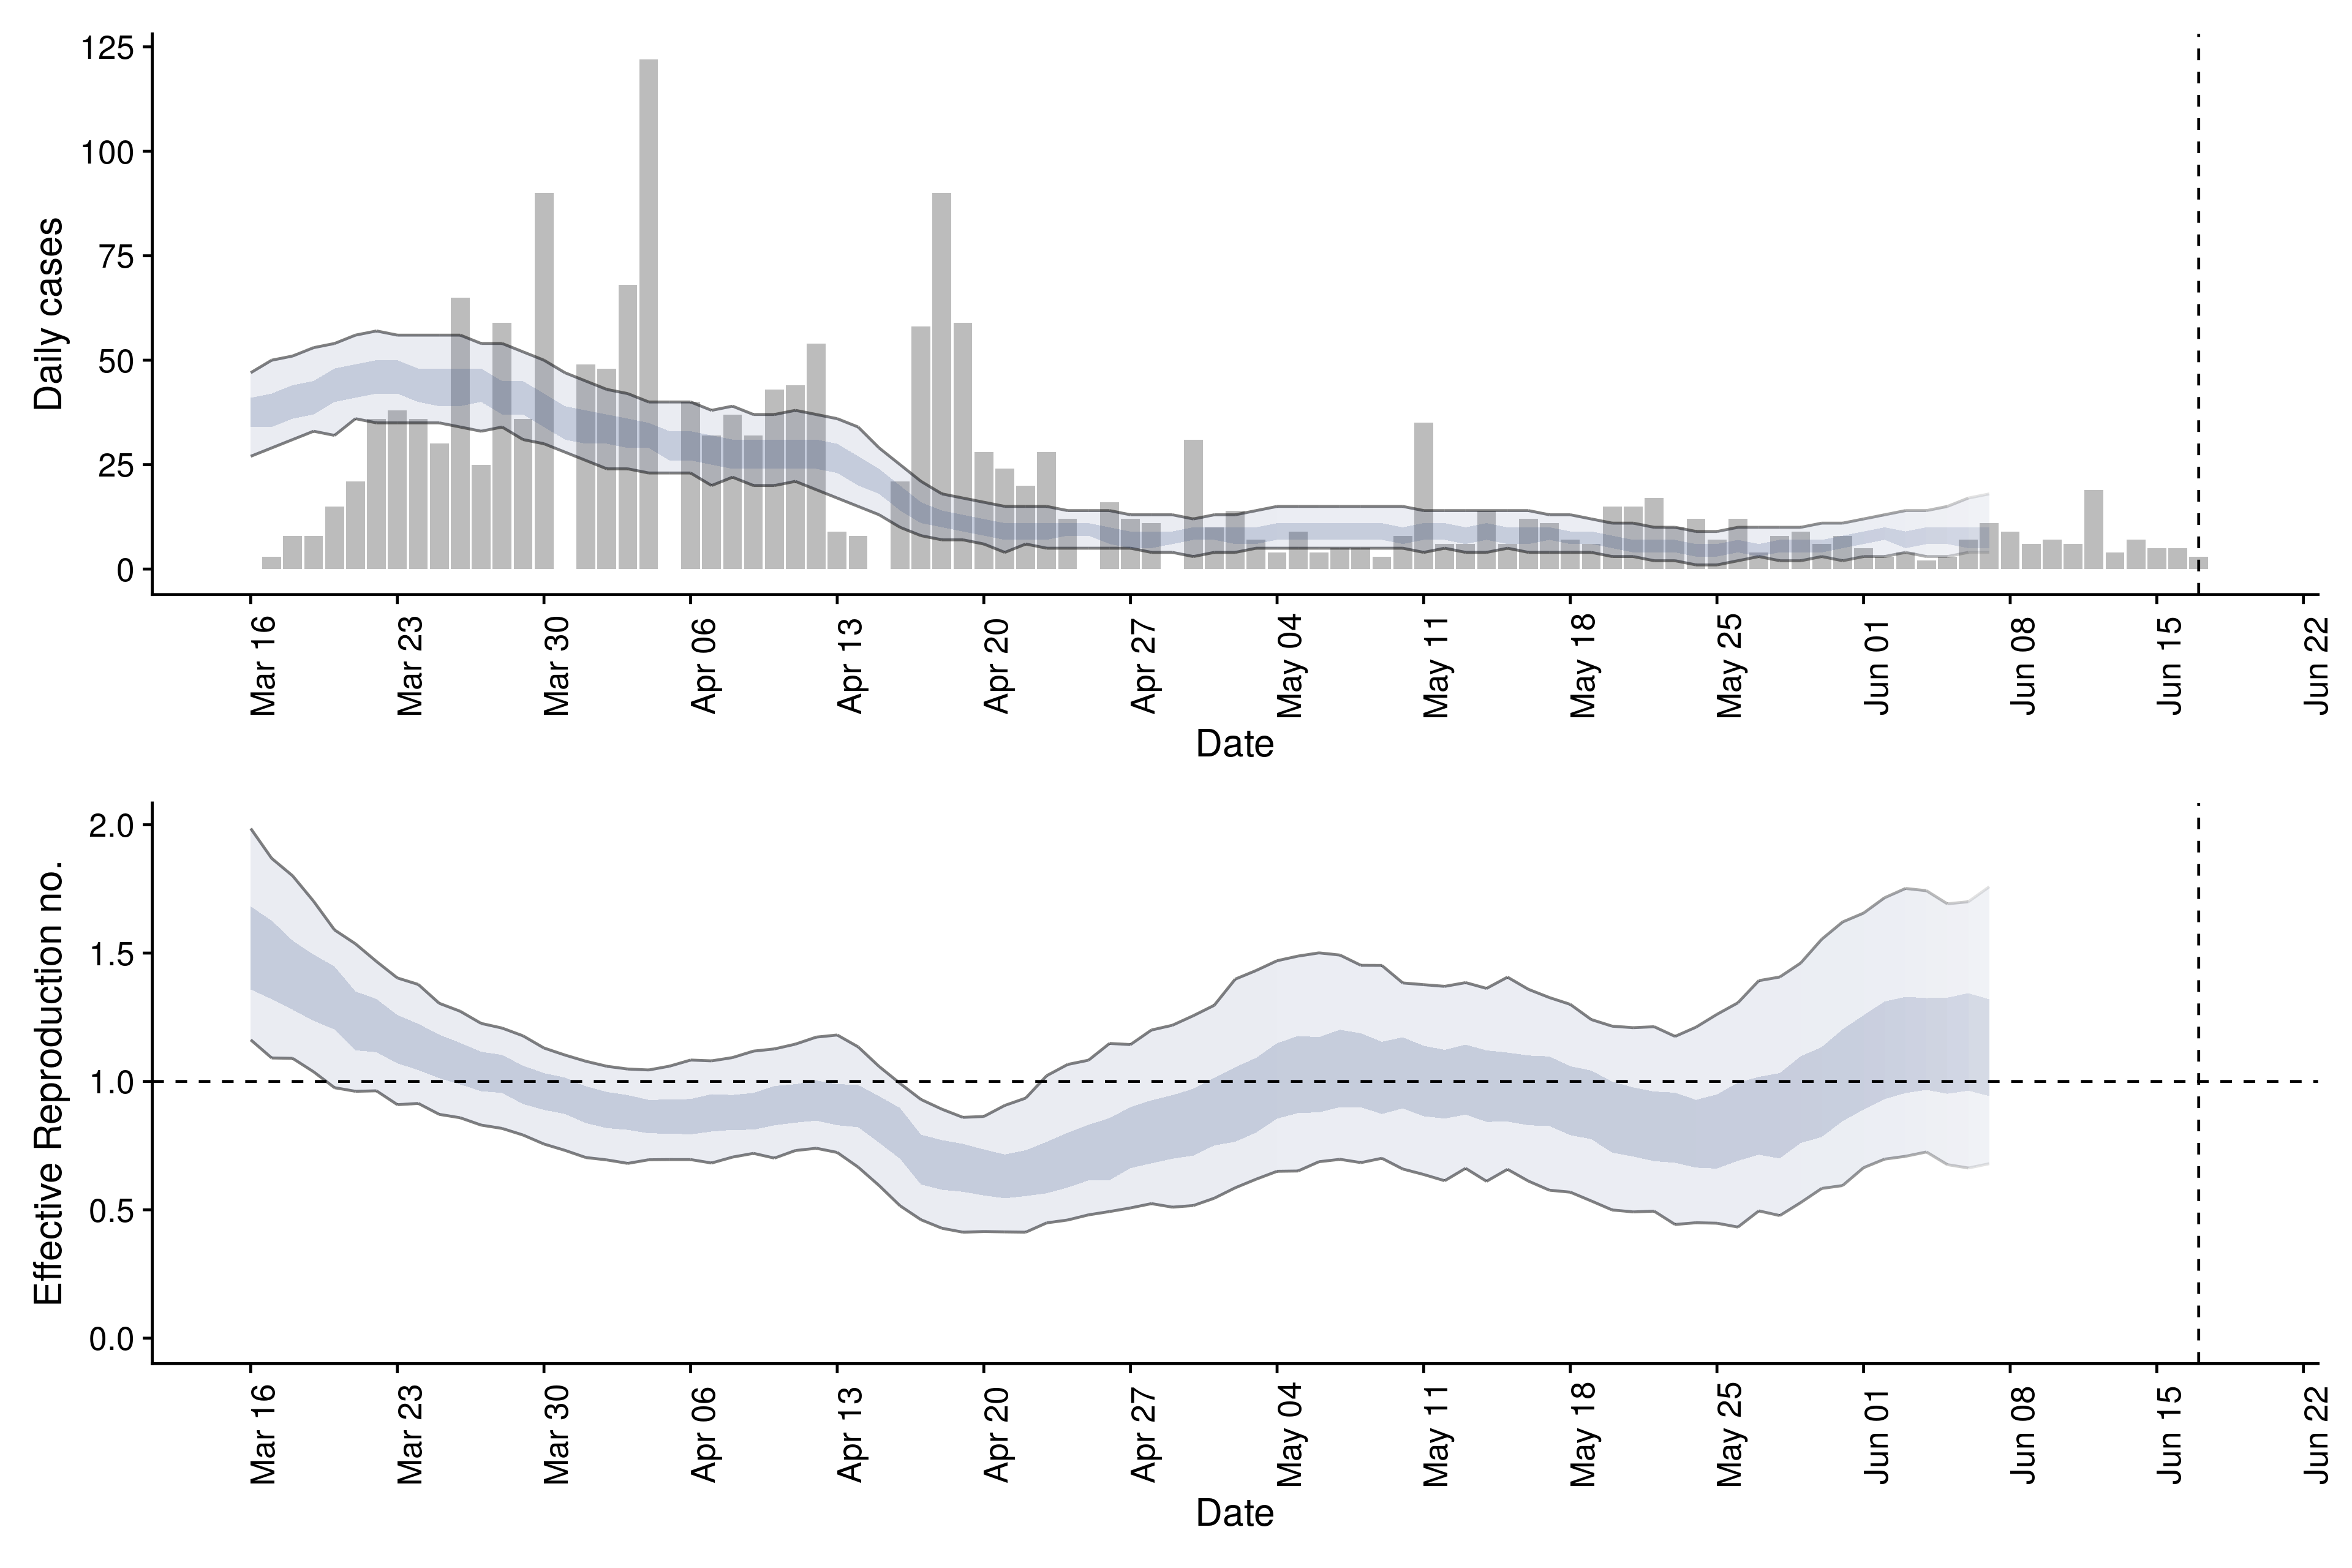 125
100
75
50
25
0
Daily cases
Mar 16
Mar 23
Mar 30
Apr 06
Apr 13
Apr 20
Apr 27
May 04
May 11
May 18
May 25
Jun 01
Jun 08
Jun 15
Jun 22
Date
2.0
1.5
1.0
0.5
0.0
Effective Reproduction no.
Mar 16
Mar 23
Mar 30
Apr 06
Apr 13
Apr 20
Apr 27
May 04
May 11
May 18
May 25
Jun 01
Jun 08
Jun 15
Jun 22
Date